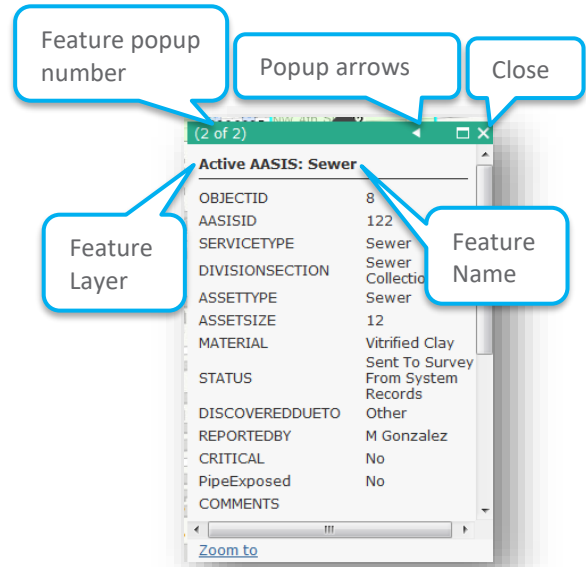 Feature popup
number
Popup arrows
Close
(2 of 2)
Active AASIS: Sewer
OBJECTID 8
AASISID 122
SERVICETYPE Sewer
DIVISIONSECTION Sewer
Collectio
ASSETTYPE Sewer
ASSETSIZE 12
MATERIAL Vitrified Clay
STATUS Sent To Survey
From System
Records
DISCOVEREDDUETO Other
REPORTEDBY M Gonzalez
CRITICAL No
PipeExposed No
COMMENTS
Zoom to
Feature
Layer
Feature
Name